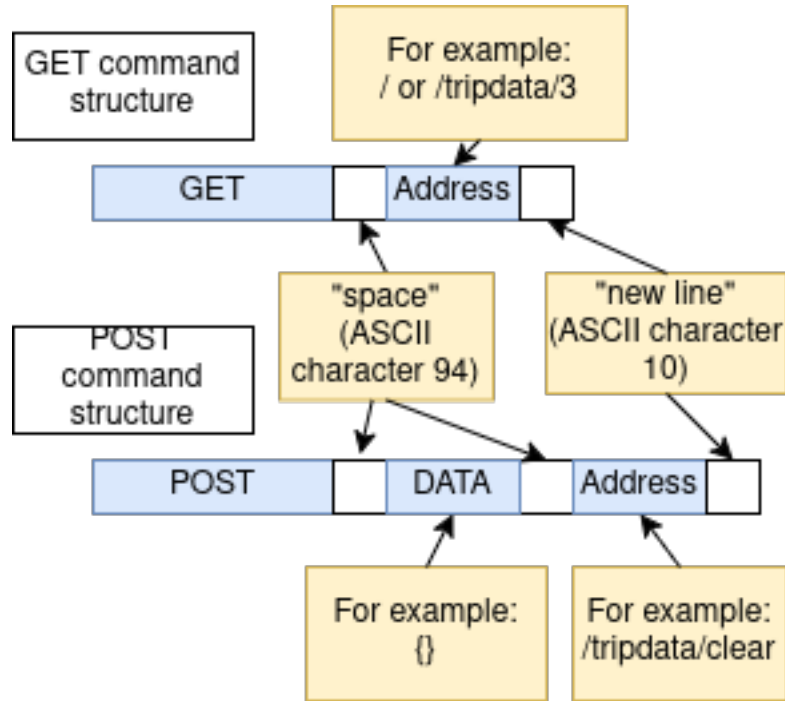 GET command
structure
For example:
/ or /tripdata/3
GET
Address
"space"
(ASCII
character 94)
"new line"
(ASCII character
10)
POST
command
structure
POST
DATA
Address
For example:
{}
For example:
/tripdata/clear